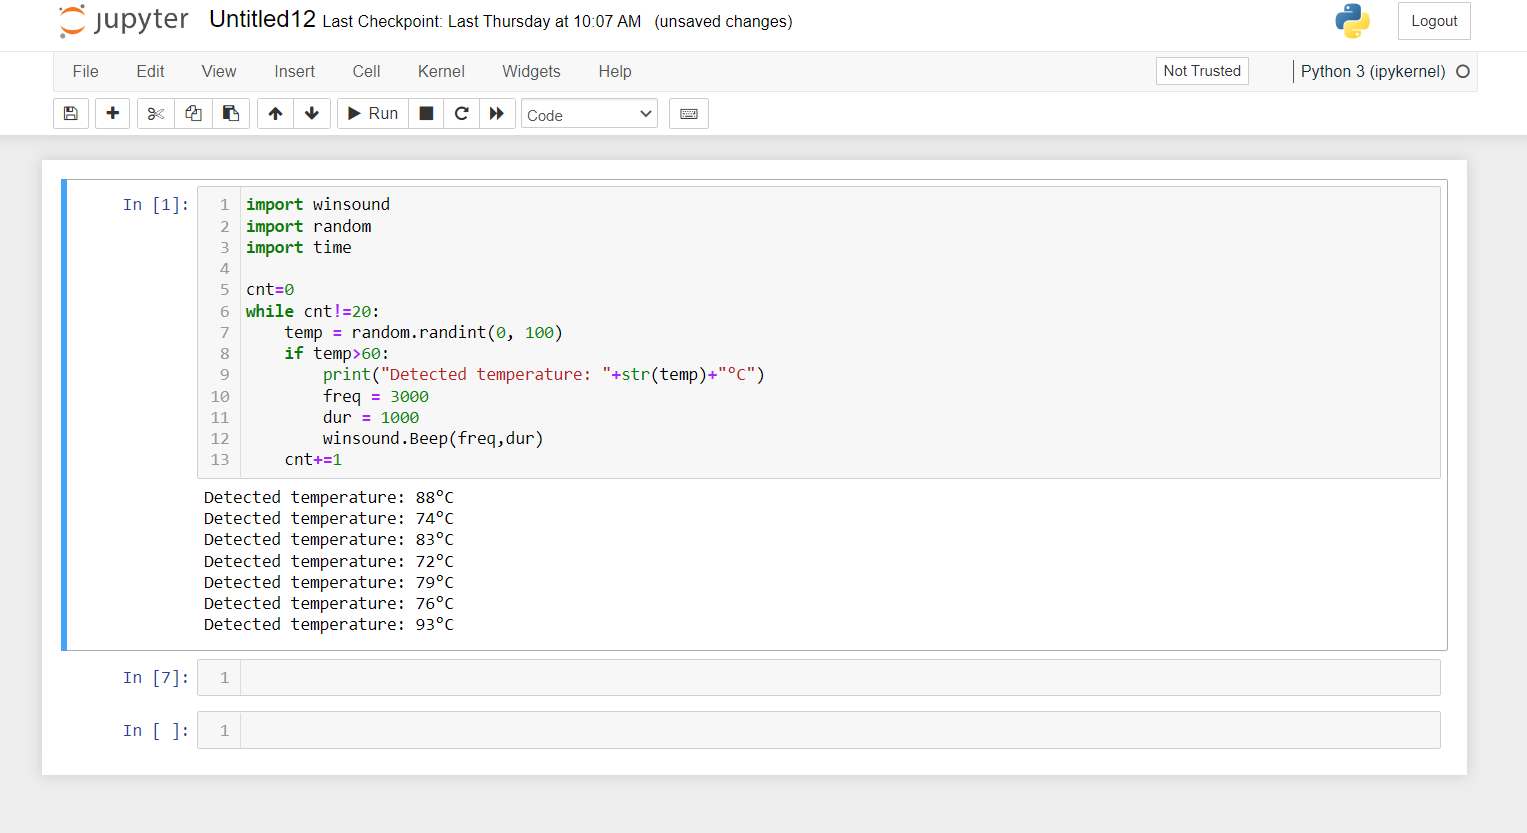 jupyter Untitled12 Last Checkpoint: Last Thursday at 10:07 AM (unsaved changes) Logout
File Edit View Insert Cell Kernel Widgets Help Not Trusted Python 3 (ipykernel)
Run Code
In [1]:
1 import winsound
2 import random
3 import time
4
5 cnt=0
6 while cnt!=20:
7     temp = random.randint(0, 100)
8     if temp>60:
9         print("Detected temperature: "+str(temp)+"°C")
10         freq = 3000
11         dur = 1000
12         winsound.Beep(freq,dur)
13     cnt+=1
Detected temperature: 88°C
Detected temperature: 74°C
Detected temperature: 83°C
Detected temperature: 72°C
Detected temperature: 79°C
Detected temperature: 76°C
Detected temperature: 93°C
In [7]: 1
In [ ]: 1